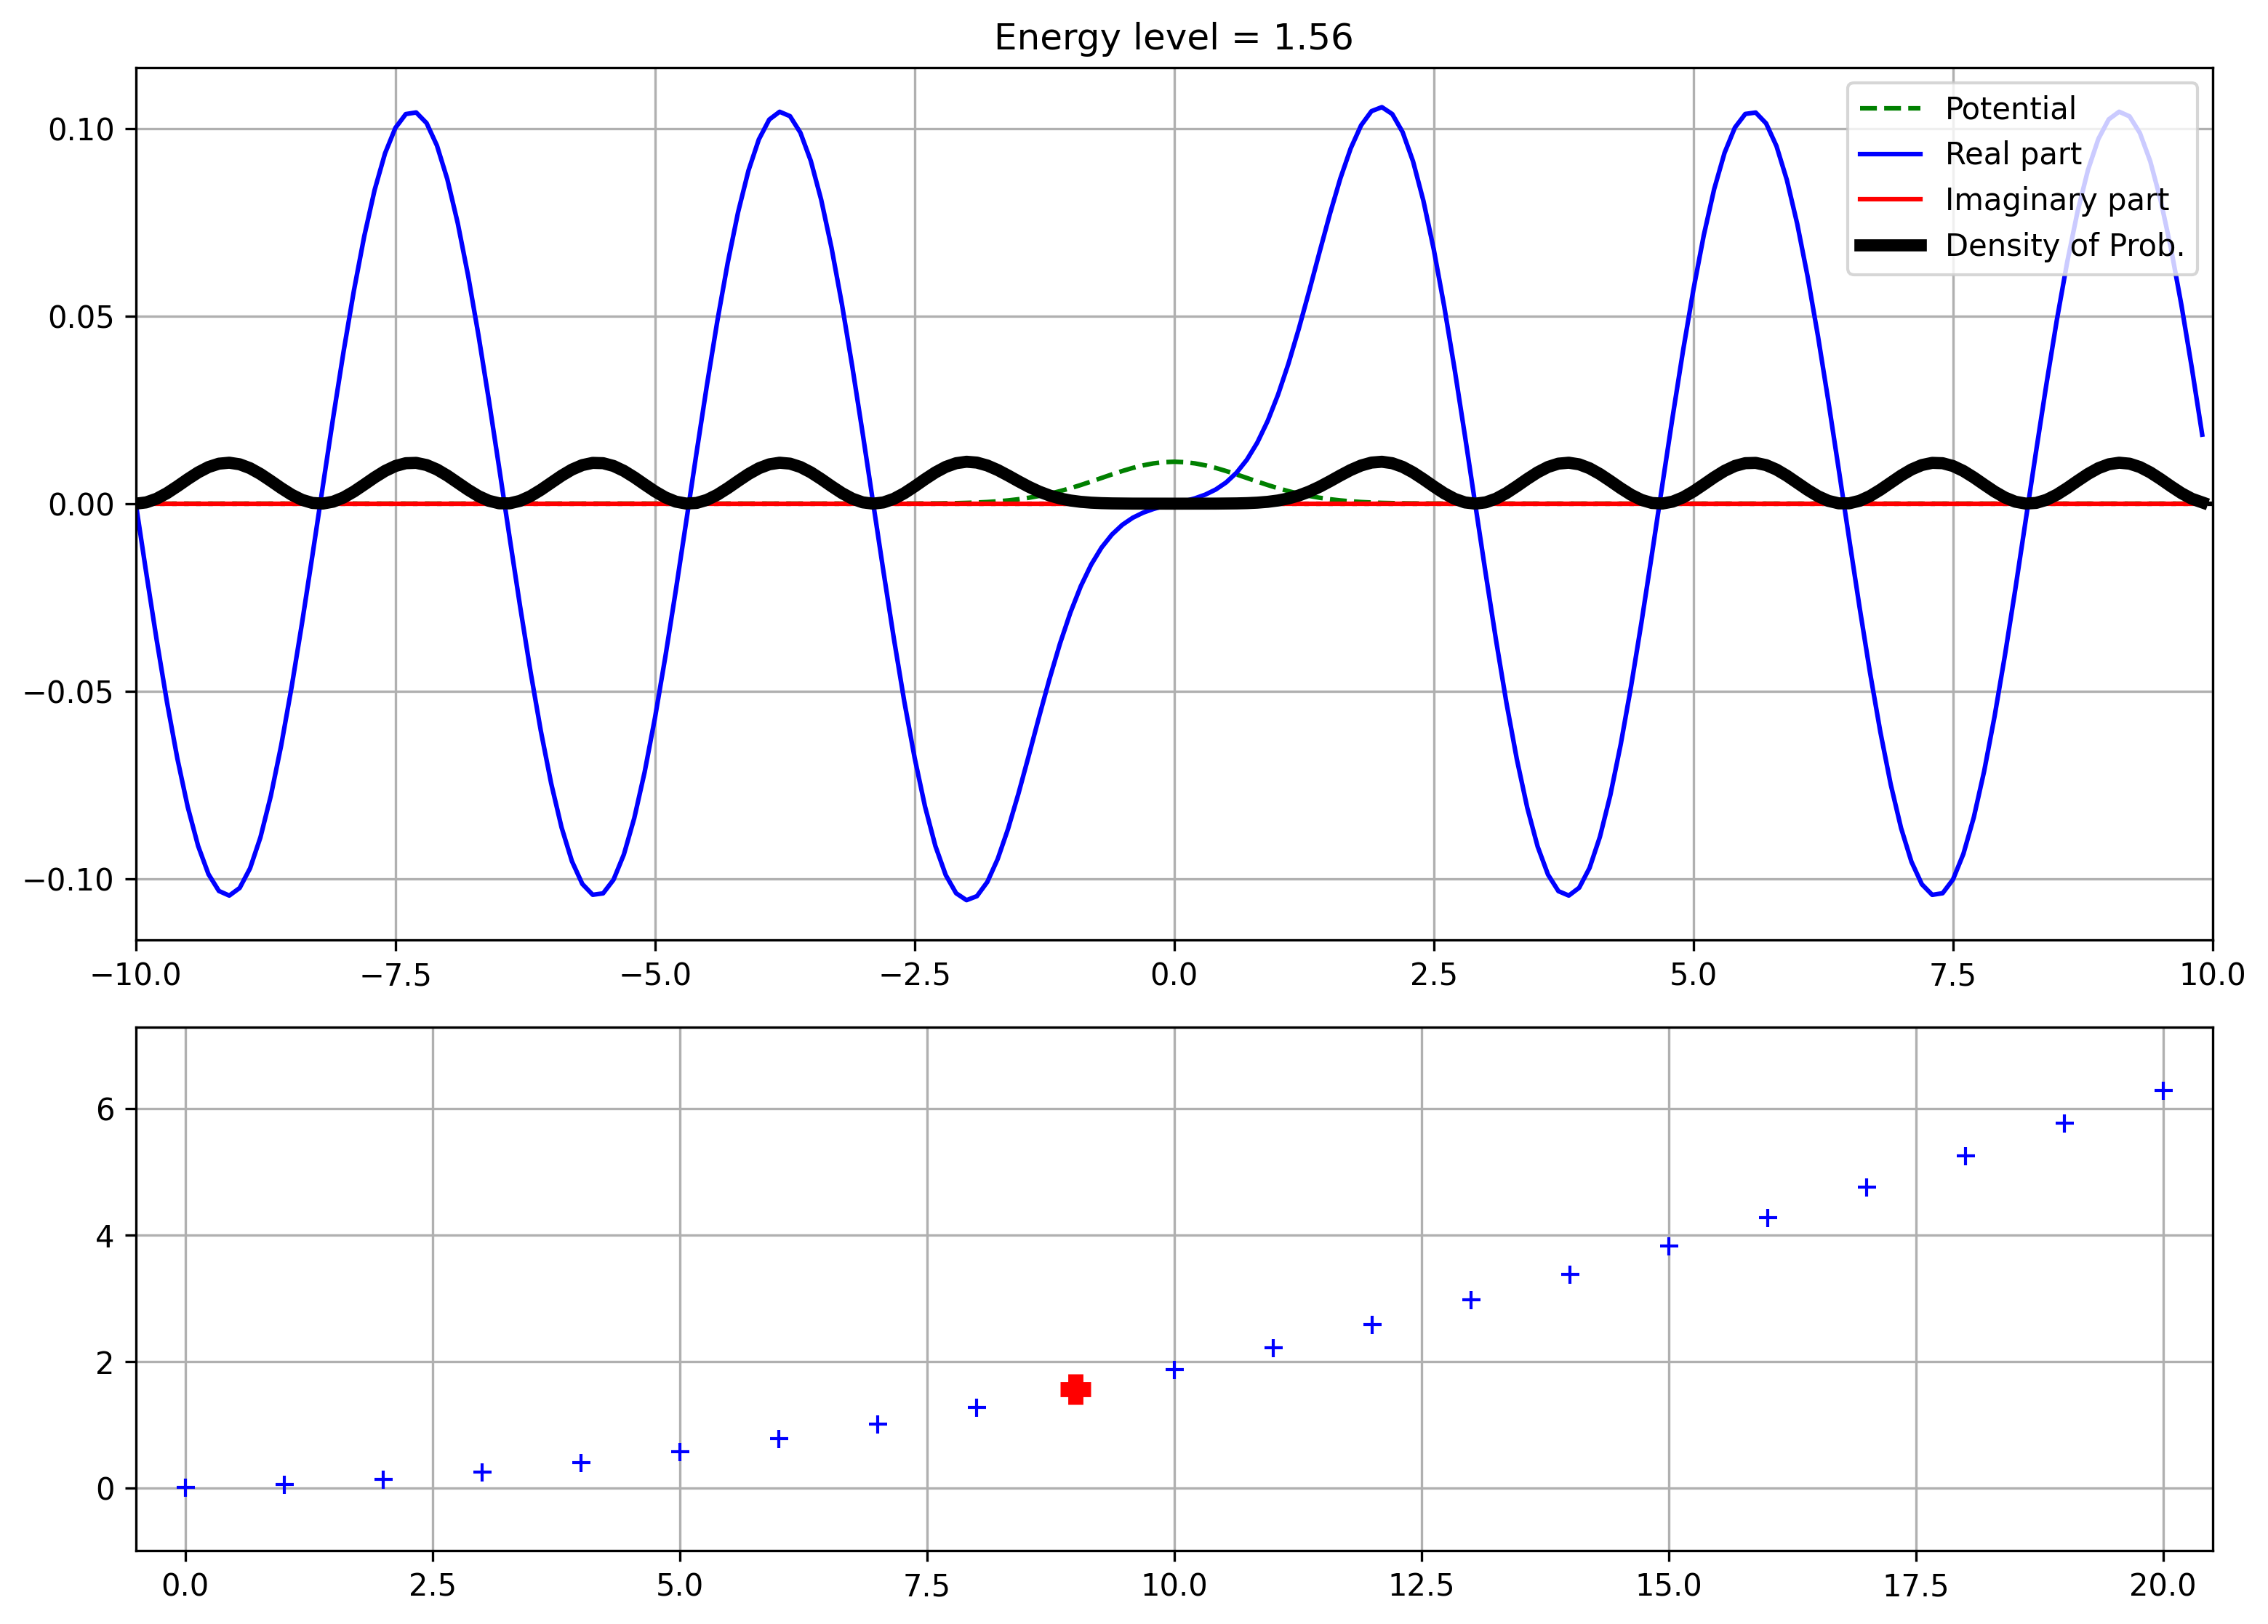 Energy level = 1.56
Potential
Real part
Imaginary part
Density of Prob.
0.10
0.05
0.00
−0.05
−0.10
−10.0 −7.5 −5.0 −2.5 0.0 2.5 5.0 7.5 10.0
6
4
2
0
0.0 2.5 5.0 7.5 10.0 12.5 15.0 17.5 20.0